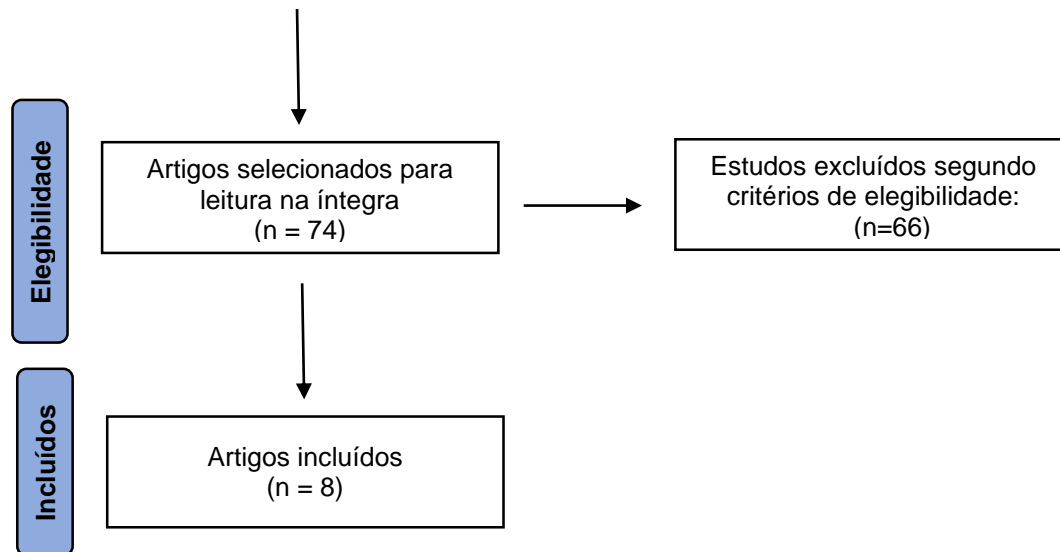 Elegibilidade
Artigos selecionados para
leitura na íntegra
(n = 74)
Estudos excluídos segundo
critérios de elegibilidade:
(n=66)
Incluídos
Artigos incluídos
(n = 8)